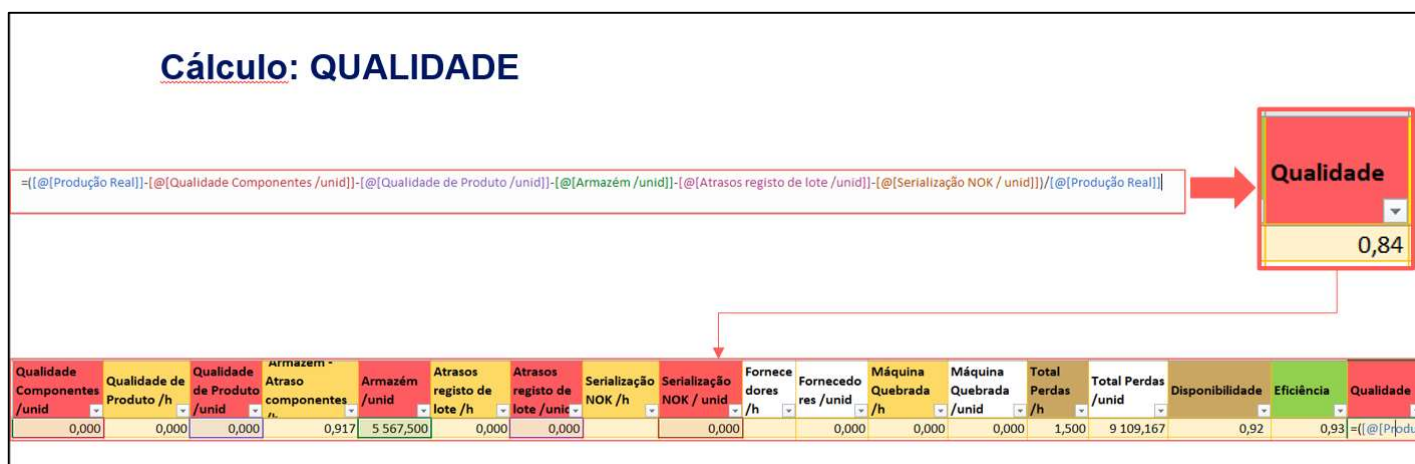 Cálculo: QUALIDADE
=([@[Produção Real]]-[@[Qualidade Componentes /unid]]-[@[Qualidade de Produto /unid]]-[@[Armazém /unid]]-[@[Atrasos registo de lote /unid]]-[@[Serialização NOK / unid]])/[@[Produção Real]]
Qualidade
0,84
Qualidade Componentes /unid Qualidade de Produto /h Qualidade de Produto /unid Armazém - Atraso componentes Armazém /unid Atrasos registo de lote /h Atrasos registo de lote /unid Serialização NOK /h Serialização NOK / unid Fornece dores /h Fornecedo res /unid Máquina Quebrada /h Máquina Quebrada /unid Total Perdas /h Total Perdas /unid Disponibilidade Eficiência Qualidade
0,000 0,000 0,000 0,917 5 567,500 0,000 0,000 0,000 0,000 0,000 0,000 1,500 9 109,167 0,92 0,93 =([@[Produ